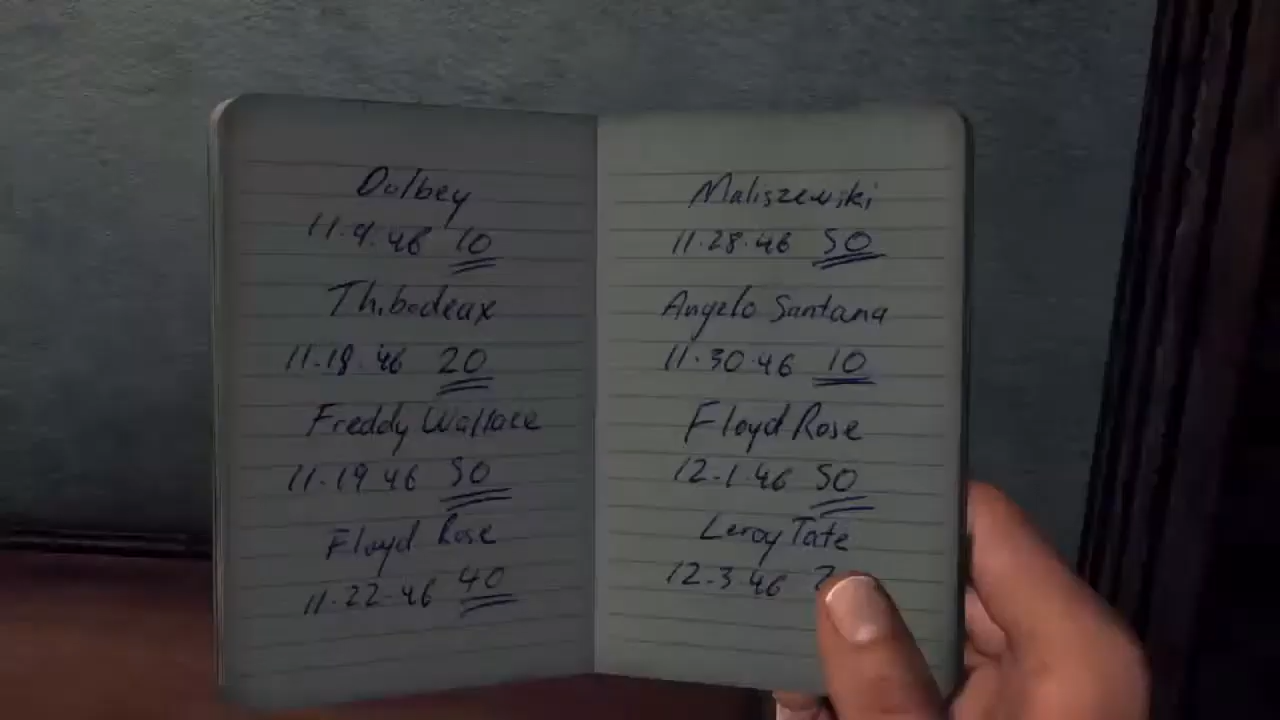 Dolbey
11·9·46 10
Thibodeax
11·18·46 20
Freddy Wallace
11·19 46 50
Floyd Rose
11·22·46 40
Maliszewski
11·28·46 50
Angelo Santana
11·30·46 10
Floyd Rose
12·1·46 50
Leroy Tate
12·3·46